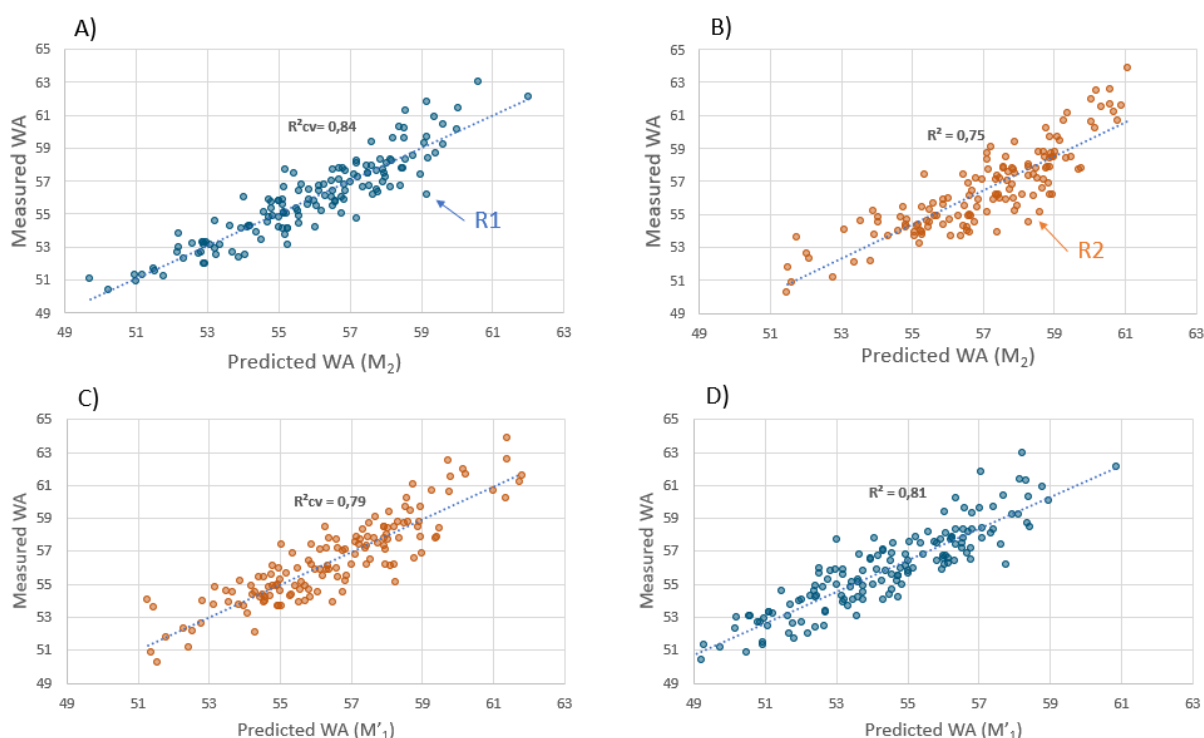 A)
65
63
61
59
57
55
53
51
49
Measured WA
R²cv= 0,84
R1
49 51 53 55 57 59 61 63
Predicted WA (M₂)
B)
65
63
61
59
57
55
53
51
49
Measured WA
R² = 0,75
R2
49 51 53 55 57 59 61 63
Predicted WA (M₂)
C)
65
63
61
59
57
55
53
51
49
Measured WA
R²cv = 0,79
49 51 53 55 57 59 61 63
Predicted WA (M’₁)
D)
65
63
61
59
57
55
53
51
49
Measured WA
R² = 0,81
49 51 53 55 57 59 61 63
Predicted WA (M’₁)